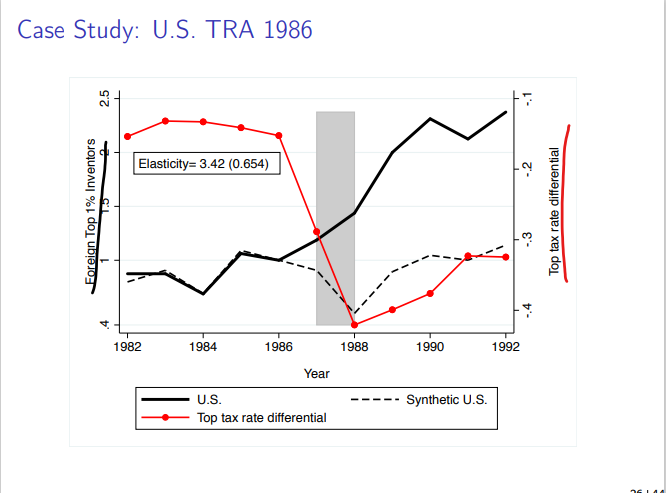 Case Study: U.S. TRA 1986
2.5
2
1.5
1
.4
Foreign Top 1% Inventors
Elasticity= 3.42 (0.654)
-.1
-.2
-.3
-.4
Top tax rate differential
1982 1984 1986 1988 1990 1992
Year
U.S. Synthetic U.S.
Top tax rate differential